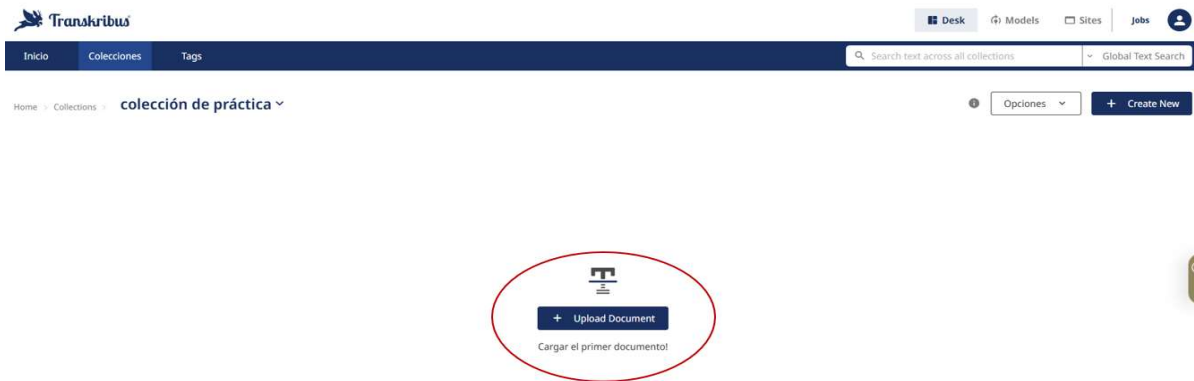 Transkribus
Desk Models Sites Jobs
Inicio Colecciones Tags
Search text across all collections Global Text Search
Home > Collections > colección de práctica
Opciones + Create New
+ Upload Document
Cargar el primer documento!